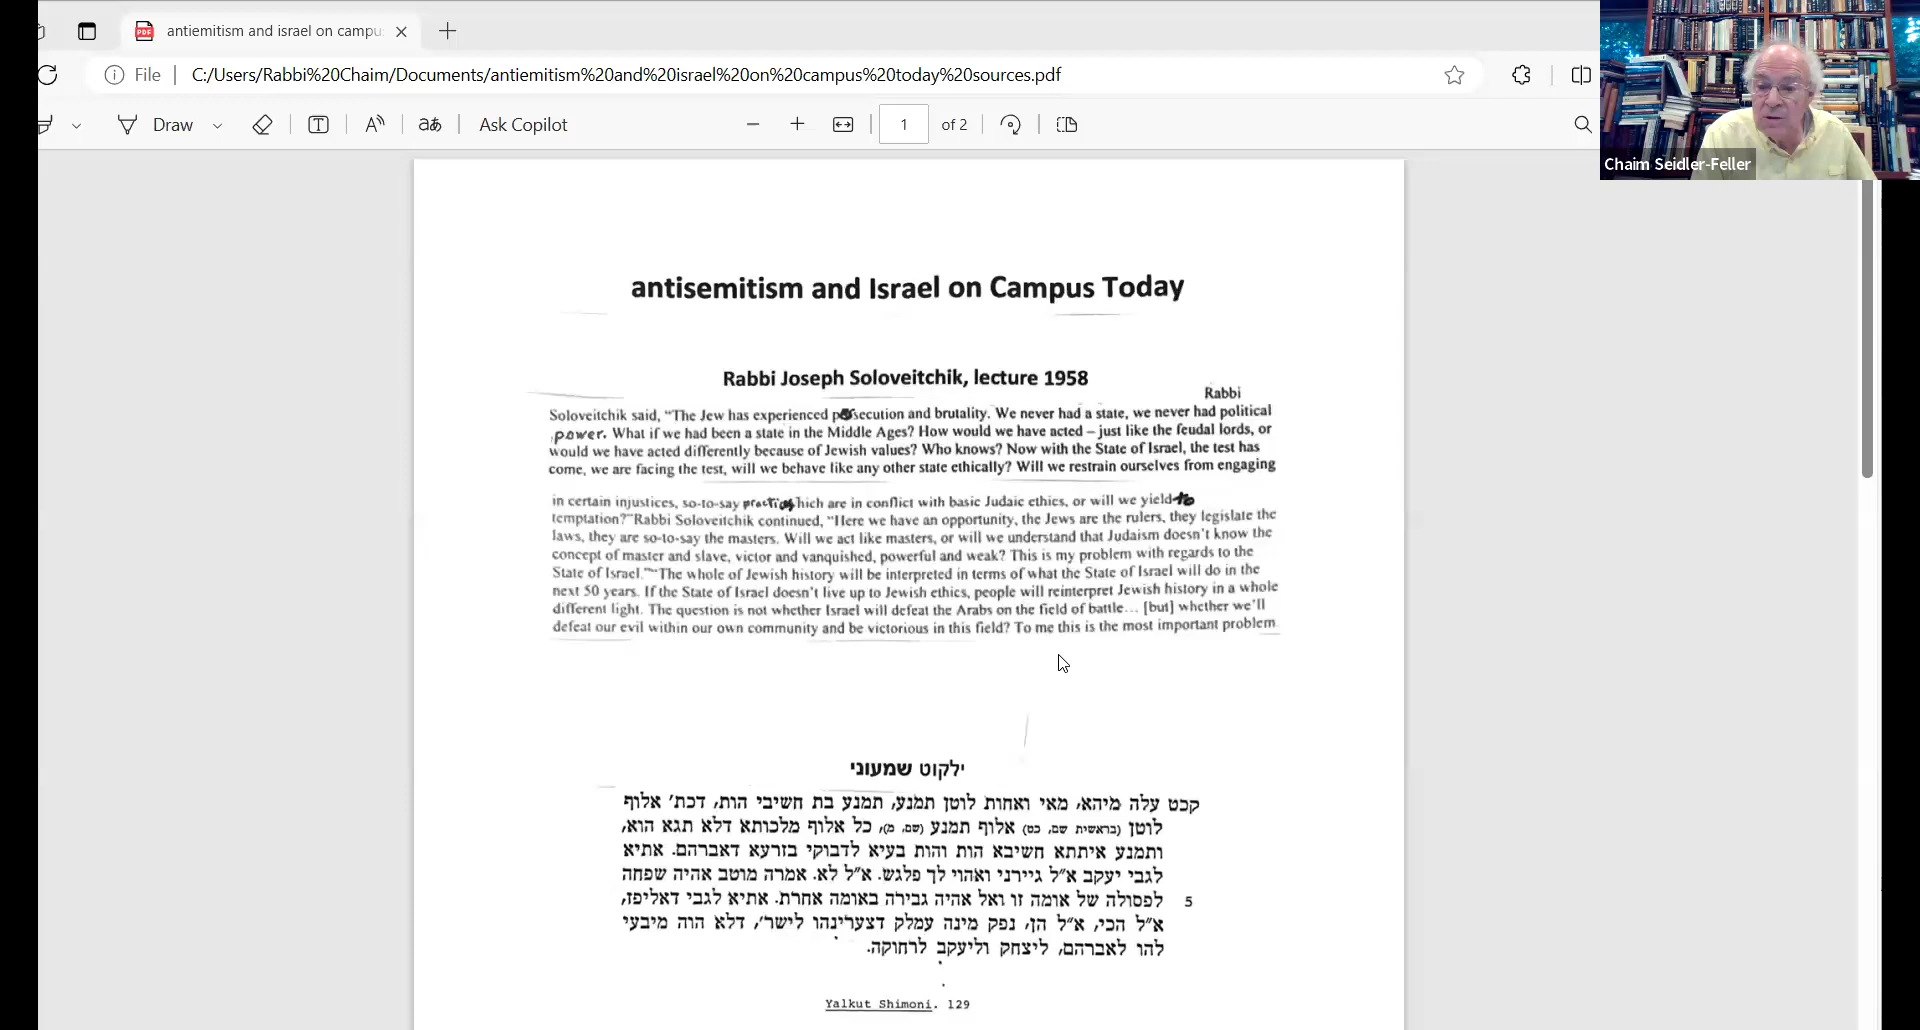 antiemitism and israel on campu
File
C:/Users/Rabbi%20Chaim/Documents/antiemitism%20and%20israel%20on%20campus%20today%20sources.pdf
Draw
Ask Copilot
1 of 2
Chaim Seidler-Feller
antisemitism and Israel on Campus Today
Rabbi Joseph Soloveitchik, lecture 1958
Rabbi
Soloveitchik said, “The Jew has experienced persecution and brutality. We never had a state, we never had political
power. What if we had been a state in the Middle Ages? How would we have acted – just like the feudal lords, or
would we have acted differently because of Jewish values? Who knows? Now with the State of Israel, the test has
come, we are facing the test, will we behave like any other state ethically? Will we restrain ourselves from engaging
in certain injustices, so-to-say hich are in conflict with basic Judaic ethics, or will we yield to
temptation?” Rabbi Soloveitchik continued, “Here we have an opportunity, the Jews are the rulers, they legislate the
laws, they are so-to-say the masters. Will we act like masters, or will we understand that Judaism doesn’t know the
concept of master and slave, victor and vanquished, powerful and weak? This is my problem with regards to the
State of Israel.” “The whole of Jewish history will be interpreted in terms of what the State of Israel will do in the
next 50 years. If the State of Israel doesn’t live up to Jewish ethics, people will reinterpret Jewish history in a whole
different light. The question is not whether Israel will defeat the Arabs on the field of battle… [but] whether we’ll
defeat our evil within our own community and be victorious in this field? To me this is the most important problem
ילקוט שמעוני
קכט עלה מיהא, מאי ואחות לוטן תמנע, תמנע בת חשיבי הות, דכת׳ אלוף
לוטן (בראשית שם, כט) אלוף תמנע (שם, מ), כל אלוף מלכותא דלא תגא הוא,
ותמנע איתתא חשיבא הות והות בעיא לדבוקי בזרעא דאברהם. אתיא
לגבי יעקב א״ל גיירני ואהוי לך פלגש. א״ל לא. אמרה מוטב אהיה שפחה
לפסולה של אומה זו ואל אהיה גבירה באומה אחרת. אתיא לגבי דאליפז,
5
א״ל הכי, א״ל הן, נפק מינה עמלק דצערינהו לישר׳, דלא הוה מיבעי
להו לאברהם, ליצחק וליעקב לרחוקה.
Yalkut Shimoni. 129